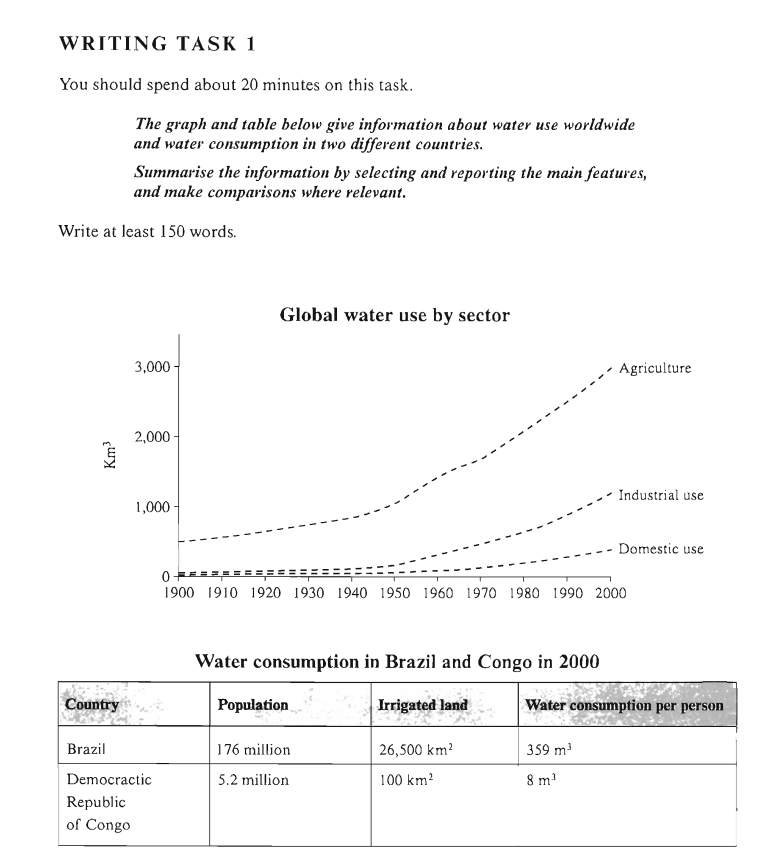 WRITING TASK 1
You should spend about 20 minutes on this task.
The graph and table below give information about water use worldwide
and water consumption in two different countries.
Summarise the information by selecting and reporting the main features,
and make comparisons where relevant.
Write at least 150 words.
Global water use by sector
3,000
Agriculture
2,000
Km³
1,000
Industrial use
Domestic use
0
1900 1910 1920 1930 1940 1950 1960 1970 1980 1990 2000
Water consumption in Brazil and Congo in 2000
Country Population Irrigated land Water consumption per person
Brazil 176 million 26,500 km² 359 m³
Democractic 5.2 million 100 km² 8 m³
Republic
of Congo